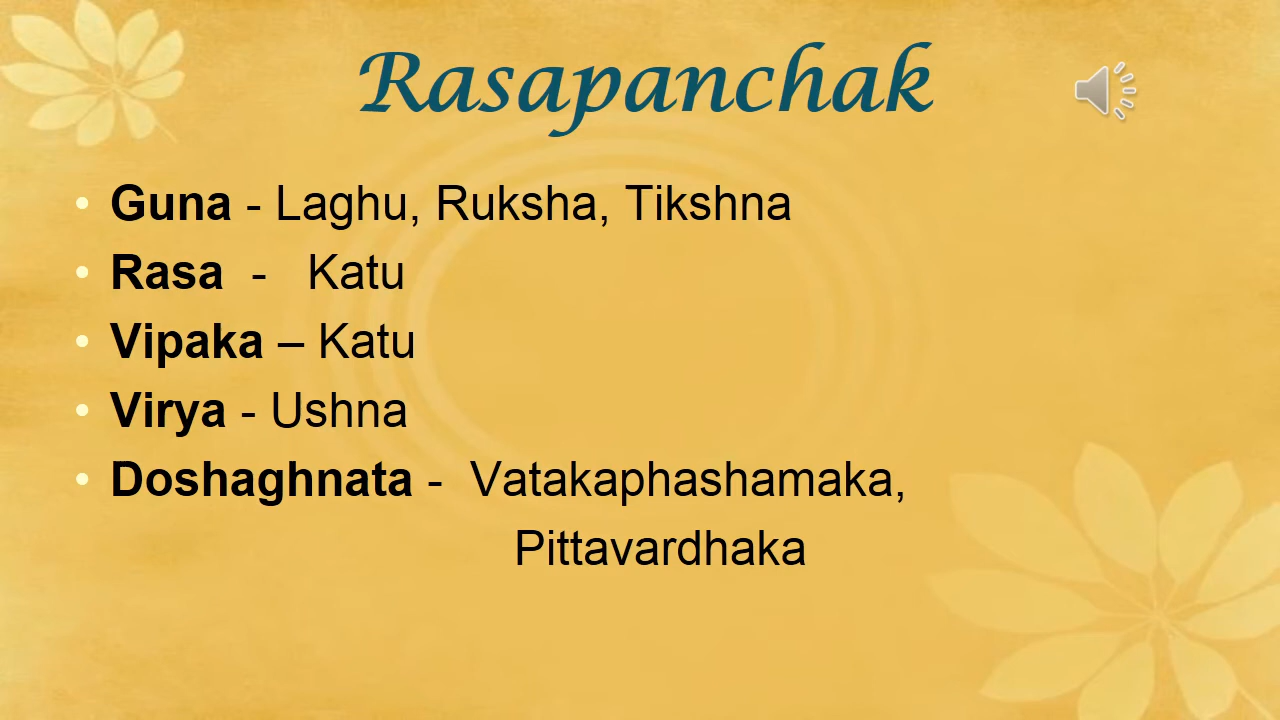 Rasapanchak
• Guna - Laghu, Ruksha, Tikshna
• Rasa - Katu
• Vipaka – Katu
• Virya - Ushna
• Doshaghnata - Vatakaphashamaka,
Pittavardhaka